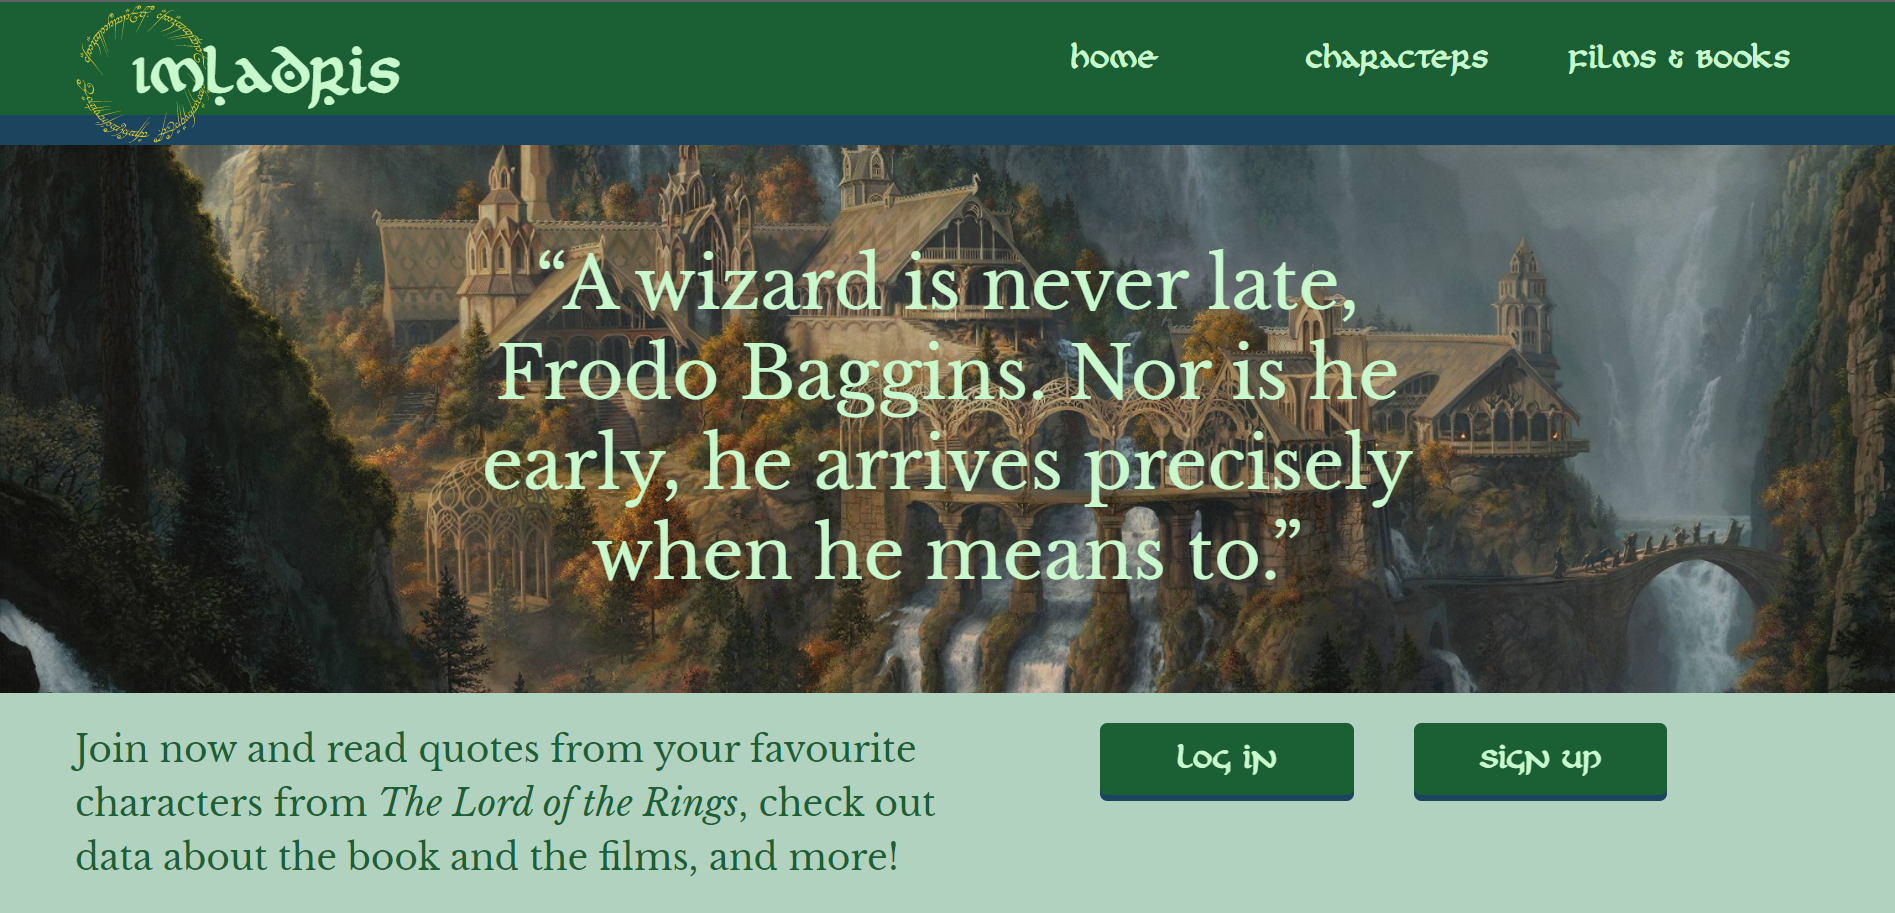 imladris
home
characters
films & books
“A wizard is never late,
Frodo Baggins. Nor is he
early, he arrives precisely
when he means to.”
Join now and read quotes from your favourite
characters from The Lord of the Rings, check out
data about the book and the films, and more!
log in
sign up